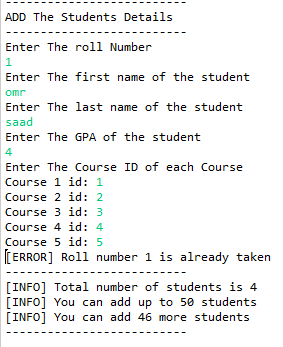 ---------------------------
ADD The Students Details
---------------------------
Enter The roll Number
1
Enter The first name of the student
omr
Enter The last name of the student
saad
Enter The GPA of the student
4
Enter The Course ID of each Course
Course 1 id: 1
Course 2 id: 2
Course 3 id: 3
Course 4 id: 4
Course 5 id: 5
[ERROR] Roll number 1 is already taken
---------------------------
[INFO] Total number of students is 4
[INFO] You can add up to 50 students
[INFO] You can add 46 more students
---------------------------